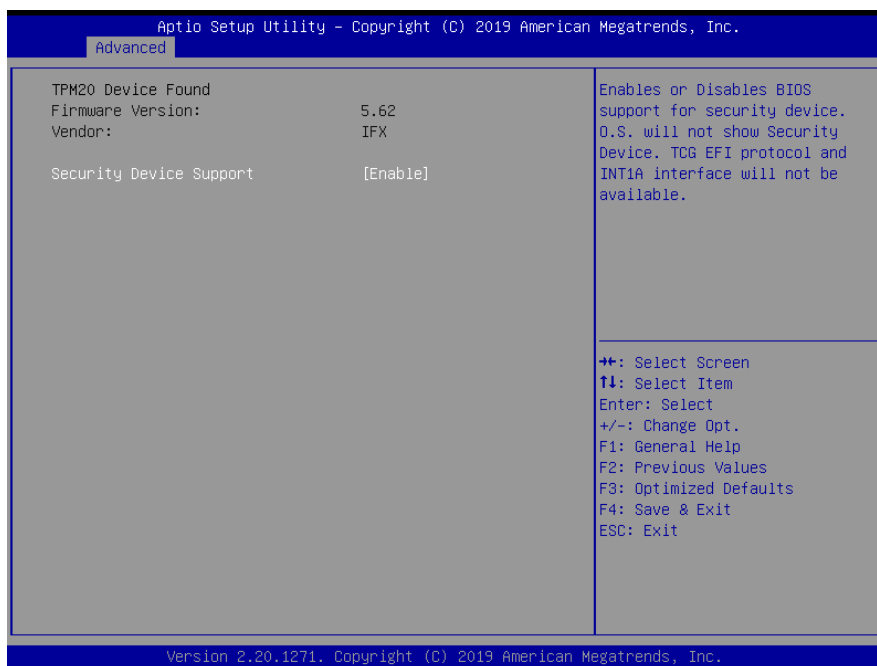 Aptio Setup Utility – Copyright (C) 2019 American Megatrends, Inc.
Advanced
TPM20 Device Found
Firmware Version: 5.62
Vendor: IFX
Security Device Support [Enable]
Enables or Disables BIOS
support for security device.
O.S. will not show Security
Device. TCG EFI protocol and
INT1A interface will not be
available.
→←: Select Screen
↑↓: Select Item
Enter: Select
+/-: Change Opt.
F1: General Help
F2: Previous Values
F3: Optimized Defaults
F4: Save & Exit
ESC: Exit
Version 2.20.1271. Copyright (C) 2019 American Megatrends, Inc.